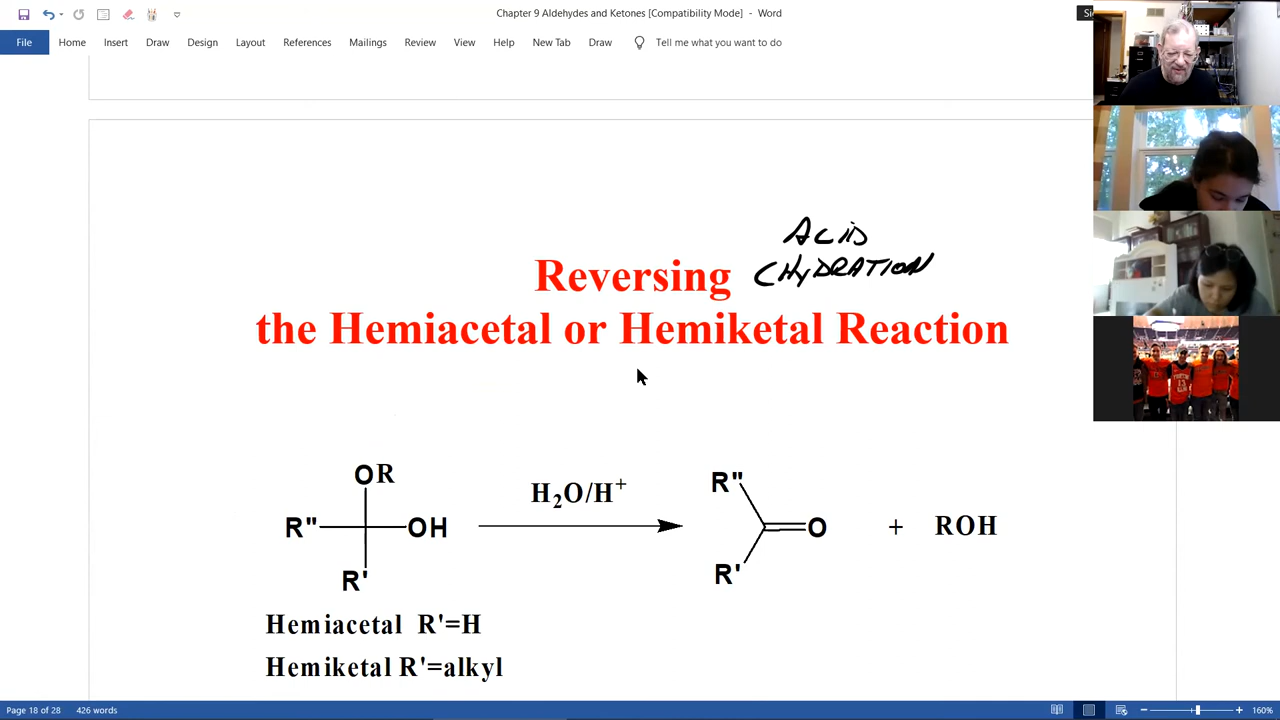 Chapter 9 Aldehydes and Ketones [Compatibility Mode] - Word
File Home Insert Draw Design Layout References Mailings Review View Help New Tab Draw Tell me what you want to do
ACID
CHYDRATION
Reversing
the Hemiacetal or Hemiketal Reaction
OR
R" OH
R'
H₂O/H⁺
R"
O
R'
+ ROH
Hemiacetal R'=H
Hemiketal R'=alkyl
Page 18 of 28 426 words 160%